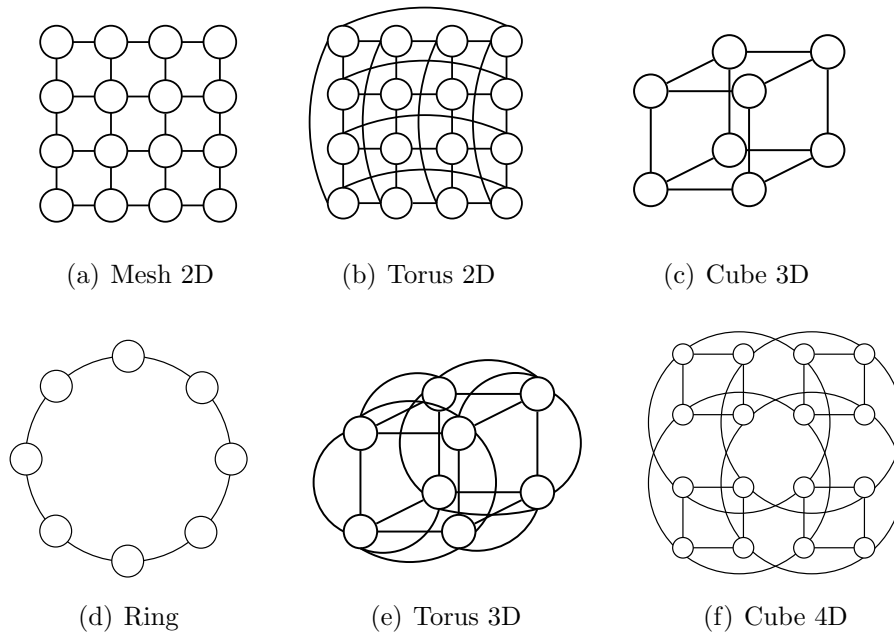 (a) Mesh 2D
(b) Torus 2D
(c) Cube 3D
(d) Ring
(e) Torus 3D
(f) Cube 4D